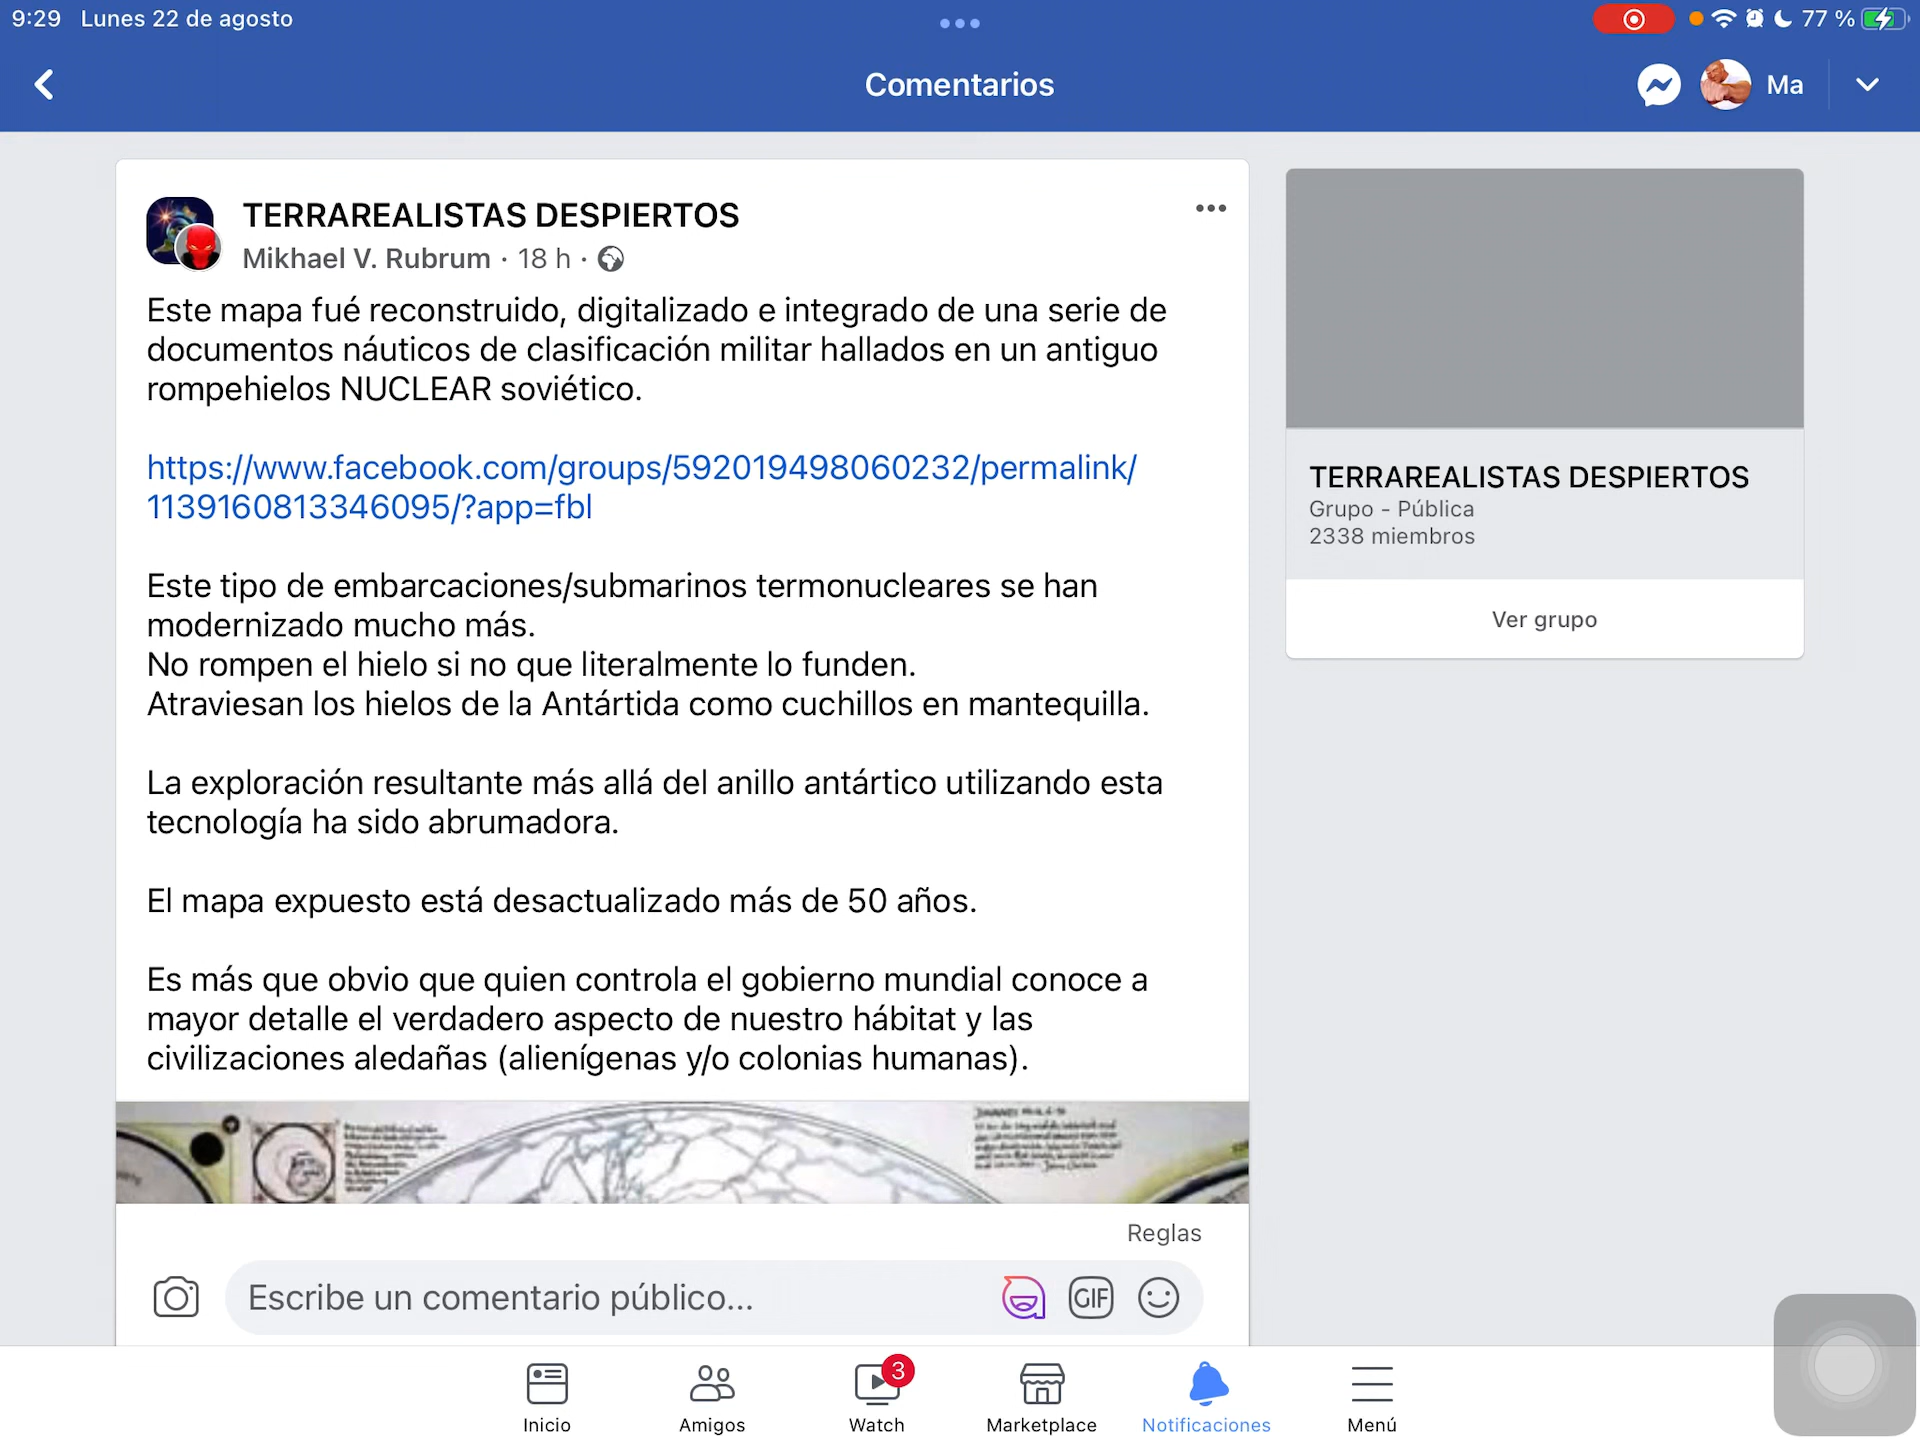 9:29 Lunes 22 de agosto
77 %
Comentarios
Ma
TERRAREALISTAS DESPIERTOS
Mikhael V. Rubrum · 18 h ·
Este mapa fué reconstruido, digitalizado e integrado de una serie de
documentos náuticos de clasificación militar hallados en un antiguo
rompehielos NUCLEAR soviético.
https://www.facebook.com/groups/592019498060232/permalink/
1139160813346095/?app=fbl
Este tipo de embarcaciones/submarinos termonucleares se han
modernizado mucho más.
No rompen el hielo si no que literalmente lo funden.
Atraviesan los hielos de la Antártida como cuchillos en mantequilla.
La exploración resultante más allá del anillo antártico utilizando esta
tecnología ha sido abrumadora.
El mapa expuesto está desactualizado más de 50 años.
Es más que obvio que quien controla el gobierno mundial conoce a
mayor detalle el verdadero aspecto de nuestro hábitat y las
civilizaciones aledañas (alienígenas y/o colonias humanas).
TERRAREALISTAS DESPIERTOS
Grupo - Pública
2338 miembros
Ver grupo
Reglas
Escribe un comentario público...
GIF
3
Inicio
Amigos
Watch
Marketplace
Notificaciones
Menú